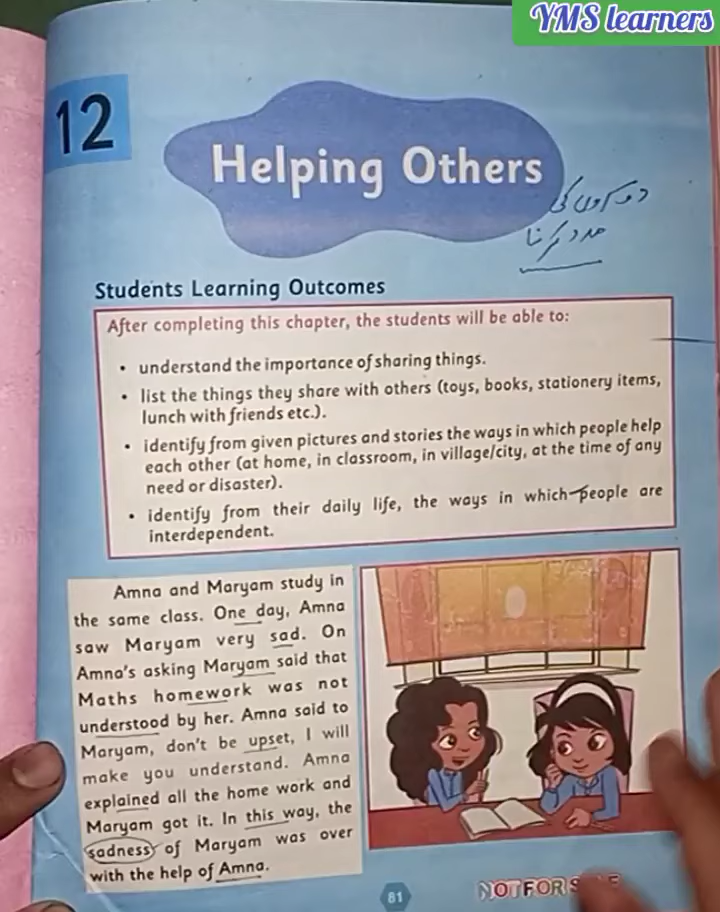 YMS learners
12
Helping Others
دوسروں کی
مدد کرنا
Students Learning Outcomes
After completing this chapter, the students will be able to:
• understand the importance of sharing things.
• list the things they share with others (toys, books, stationery items,
lunch with friends etc.).
• identify from given pictures and stories the ways in which people help
each other (at home, in classroom, in village/city, at the time of any
need or disaster).
• identify from their daily life, the ways in which people are
interdependent.
Amna and Maryam study in
the same class. One day, Amna
saw Maryam very sad. On
Amna's asking Maryam said that
Maths homework was not
understood by her. Amna said to
Maryam, don't be upset, I will
make you understand. Amna
explained all the home work and
Maryam got it. In this way, the
sadness of Maryam was over
with the help of Amna.
81
NOT FOR